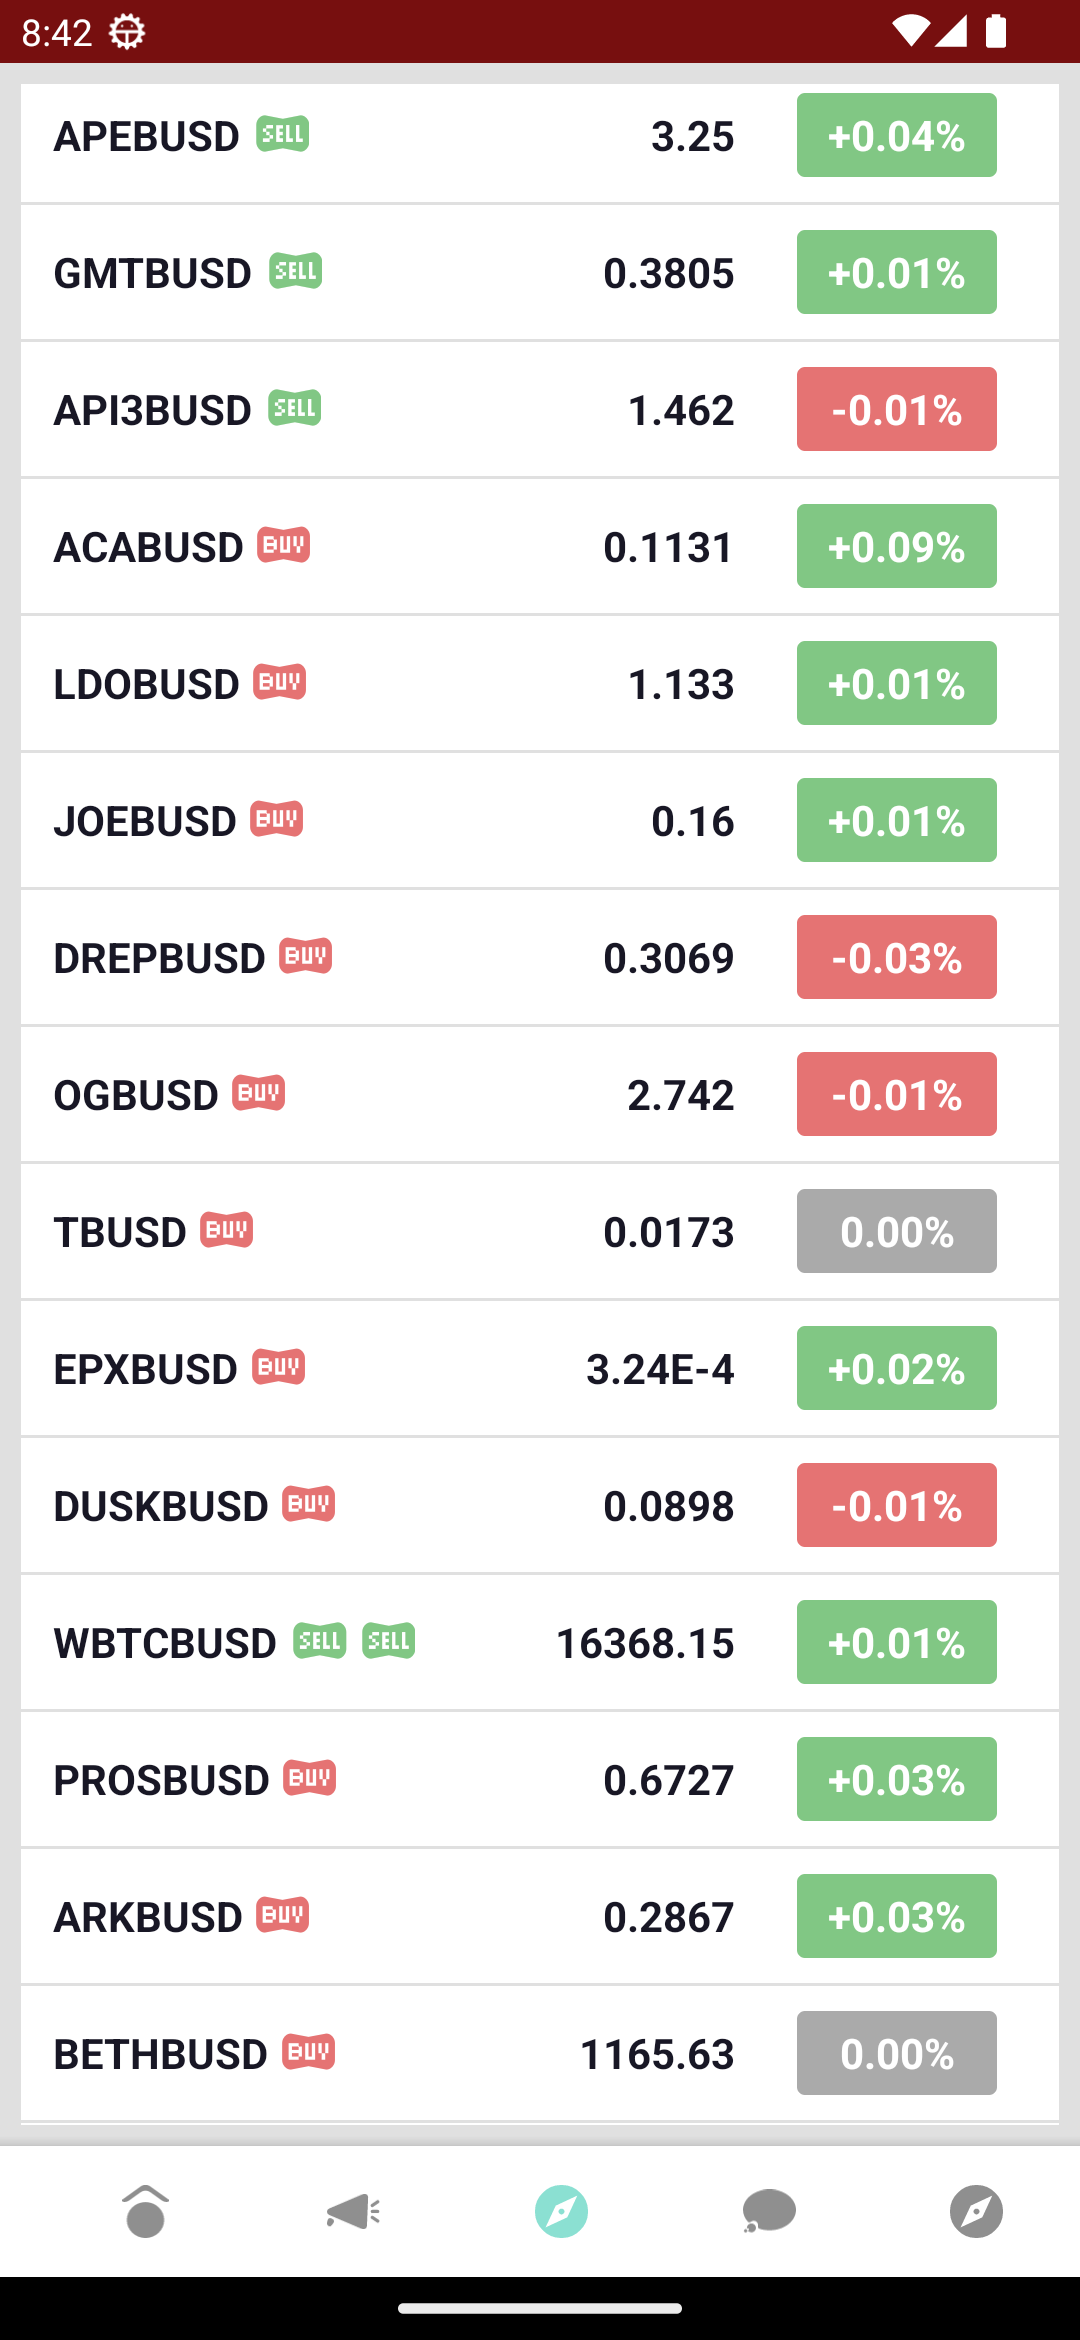 8:42
APEBUSD SELL 3.25 +0.04%
GMTBUSD SELL 0.3805 +0.01%
API3BUSD SELL 1.462 -0.01%
ACABUSD BUY 0.1131 +0.09%
LDOBUSD BUY 1.133 +0.01%
JOEBUSD BUY 0.16 +0.01%
DREPBUSD BUY 0.3069 -0.03%
OGBUSD BUY 2.742 -0.01%
TBUSD BUY 0.0173 0.00%
EPXBUSD BUY 3.24E-4 +0.02%
DUSKBUSD BUY 0.0898 -0.01%
WBTCBUSD SELL SELL 16368.15 +0.01%
PROSBUSD BUY 0.6727 +0.03%
ARKBUSD BUY 0.2867 +0.03%
BETHBUSD BUY 1165.63 0.00%